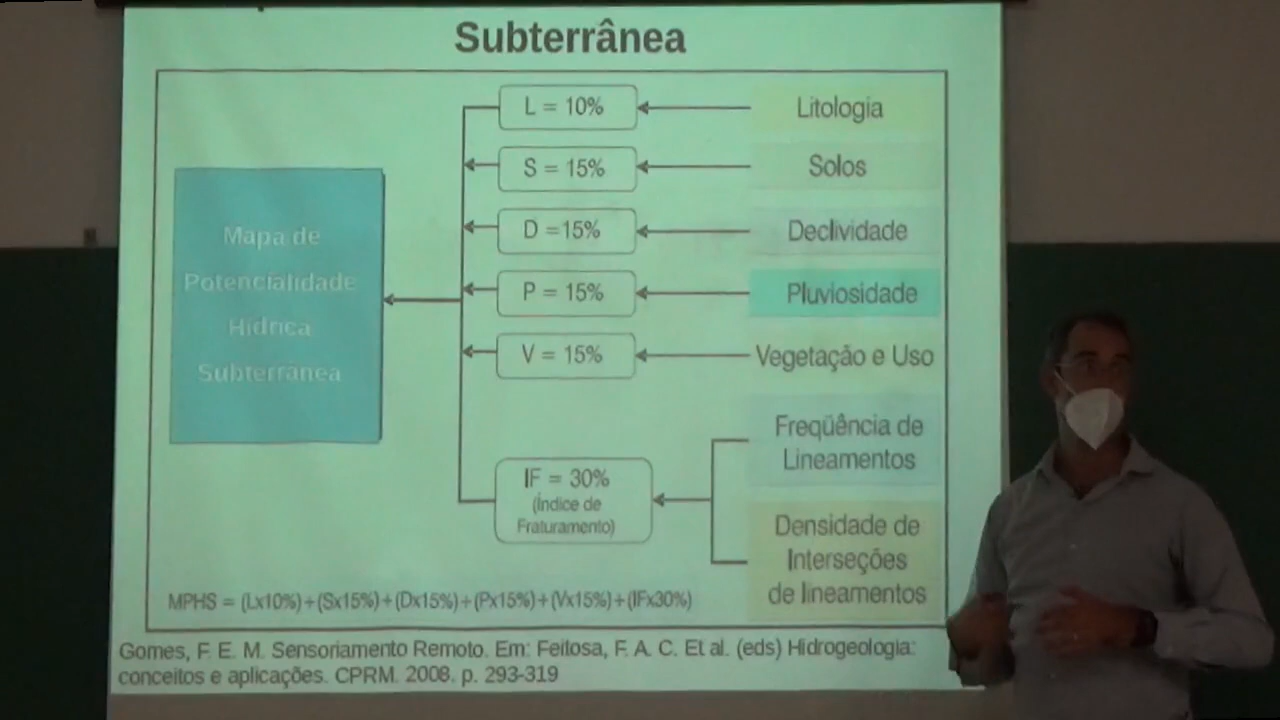 Subterrânea
L = 10%
Litologia
S = 15%
Solos
D =15%
Declividade
P = 15%
Pluviosidade
V = 15%
Vegetação e Uso
Mapa de
Potencialidade
Hídrica
Subterrânea
IF = 30%
(Índice de
Fraturamento)
Freqüência de
Lineamentos
Densidade de
Interseções
de lineamentos
MPHS = (Lx10%)+(Sx15%)+(Dx15%)+(Px15%)+(Vx15%)+(IFx30%)
Gomes, F. E. M. Sensoriamento Remoto. Em: Feitosa, F. A. C. Et al. (eds) Hidrogeologia:
conceitos e aplicações. CPRM. 2008. p. 293-319